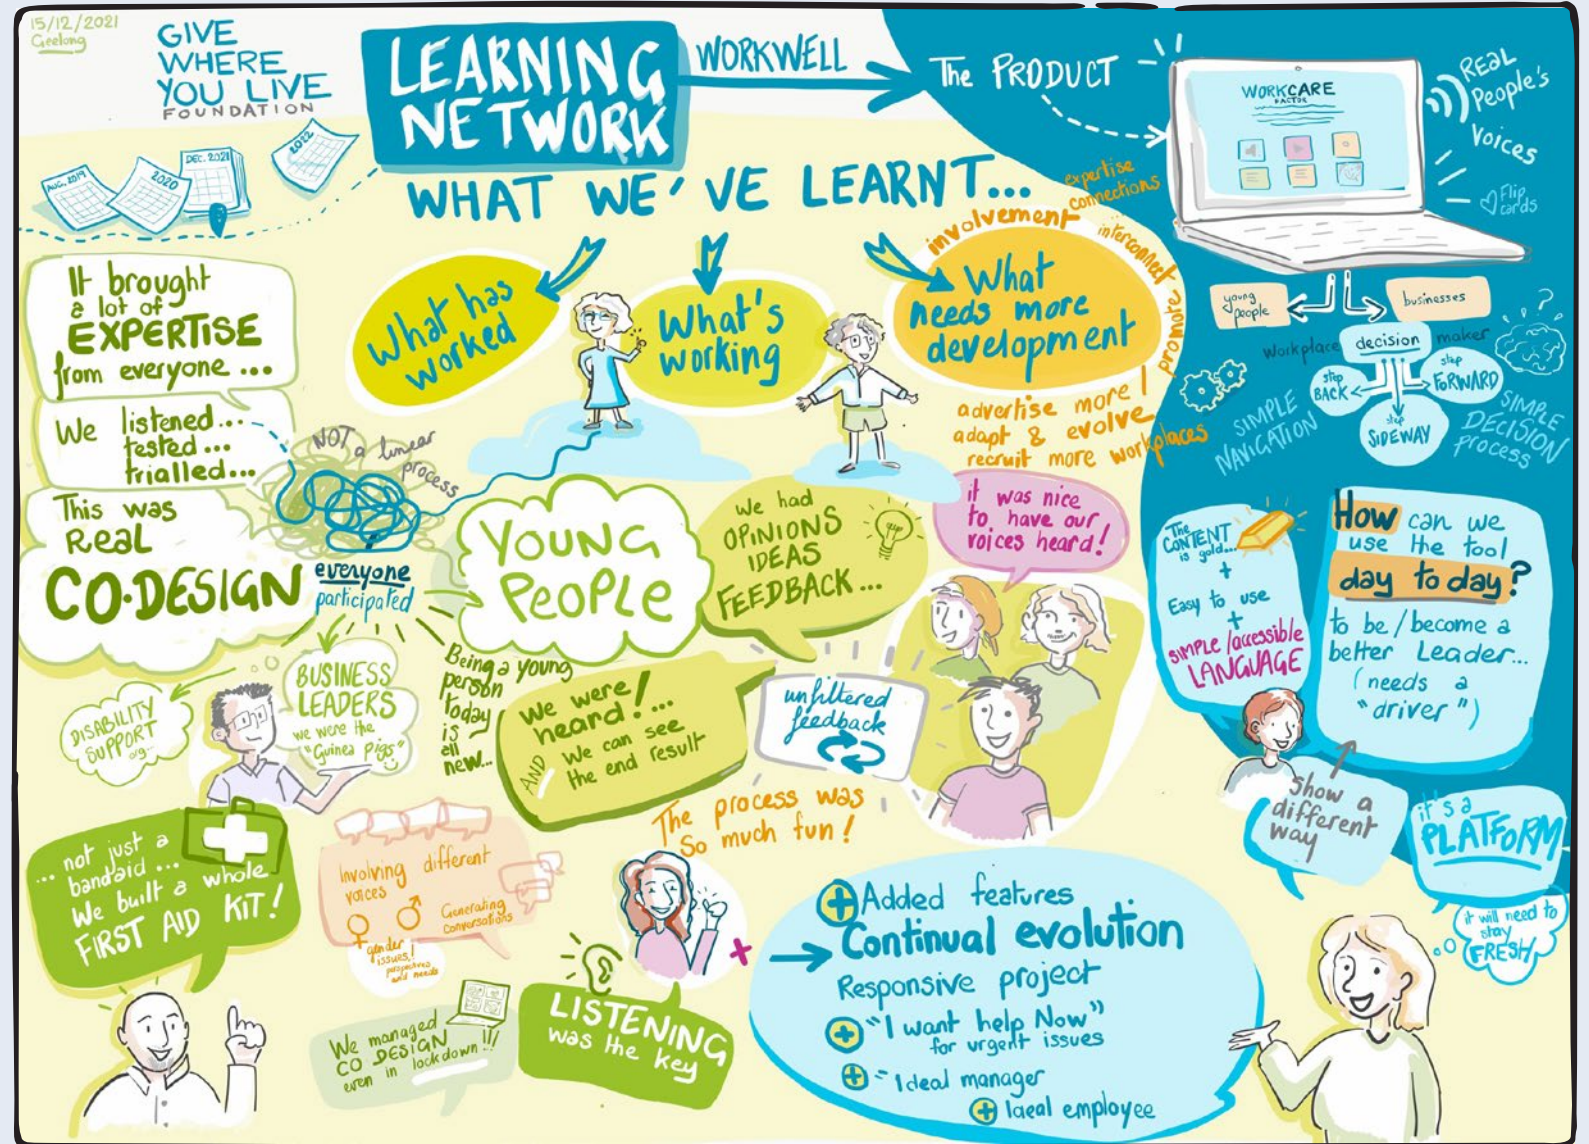 15/12/2021
Geelong
GIVE
WHERE
YOU LIVE
FOUNDATION
LEARNING
NETWORK
WORKWELL
The PRODUCT
WORKCARE
FACTOR
REAL
People's
Voices
Flip
cards
AUG. 2019
2020
DEC. 2021
2022
WHAT WE'VE LEARNT...
What has
worked
What's
working
What
needs more
development
involvement
expertise
connections
interconnect
promote
advertise more!
adapt & evolve
recruit more workplaces
young
people
businesses
Workplace decision maker
step
BACK
step
FORWARD
step
SIDEWAY
SIMPLE
NAVIGATION
SIMPLE
DECISION
process
It brought
a lot of
EXPERTISE
from everyone ...
We listened...
tested...
trialled...
This was
Real
CO-DESIGN
NOT a linear
process
everyone
participated
YOUNG
PEOPLE
We had
OPINIONS
IDEAS
FEEDBACK...
it was nice
to have our
voices heard!
The
CONTENT
is gold...
+
Easy to use
+
SIMPLE/accessible
LANGUAGE
How can we
use the tool
day to day?
to be/become a
better Leader...
(needs a
"driver")
DISABILITY
SUPPORT
org-
BUSINESS
LEADERS
we were the
"Guinea pigs"
Being a young
person
today
is
all
new...
We were
heard!...
AND we can see
the end result
unfiltered
feedback
The process was
So much fun!
Show a
different
way
it's a
PLATFORM
it will need to
stay
FRESH
... not just a
bandaid ...
We built a whole
FIRST AID KIT!
Involving different
voices
gender
issues!
perspectives
and needs
Generating
Conversations
We managed
CO DESIGN
even in lockdown!!!
LISTENING
was the key
+
+ Added features
Continual evolution
Responsive project
+ "I want help Now"
for urgent issues
+ "Ideal manager
+ Ideal employee